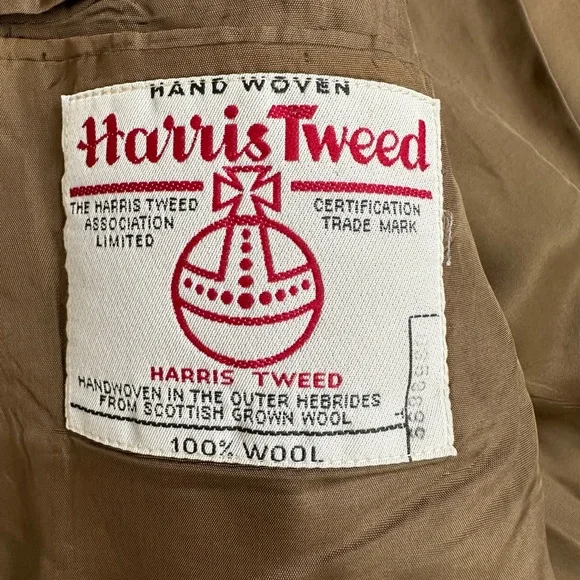 HAND WOVEN
Harris Tweed
THE HARRIS TWEED
ASSOCIATION
LIMITED
CERTIFICATION
TRADE MARK
HARRIS TWEED
HANDWOVEN IN THE OUTER HEBRIDES
FROM SCOTTISH GROWN WOOL
100% WOOL